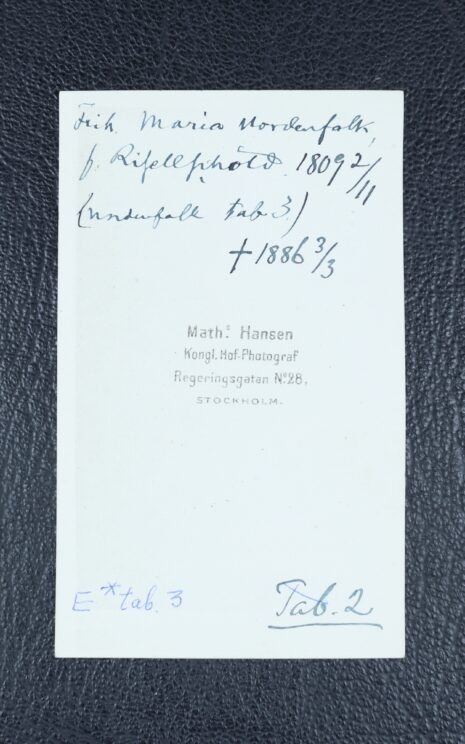 Frih. Maria Nordenfalk,
f. 1809 2/11
(Nordenfalk tab 3)
† 1886 3/3
Math.s Hansen
Kongl. Hof-Photograf
Regeringsgatan No 28.
STOCKHOLM.
E * tab. 3
Tab. 2